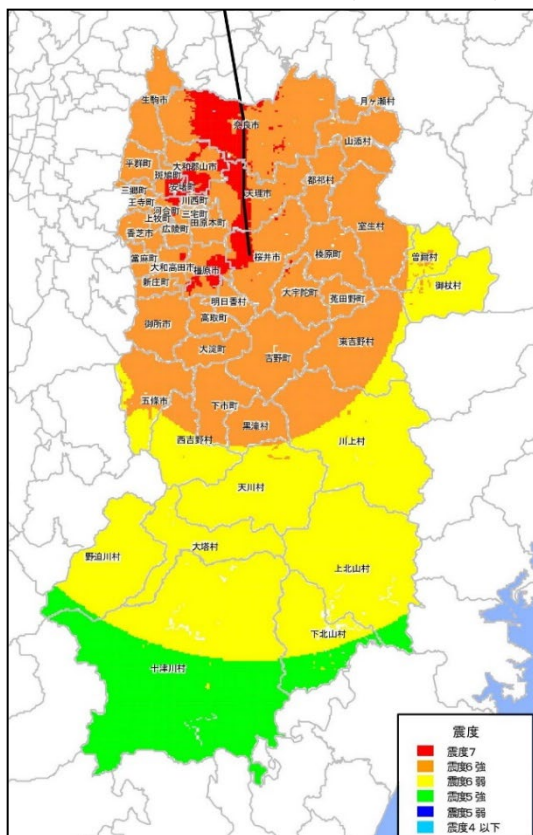 月ヶ瀬村
生駒市
奈良市
山添村
平群町
大和郡山市
斑鳩町
三郷町
安堵町
都祁村
天理市
王寺町
川西町
河合町
三宅町
上牧町
田原本町
室生村
香芝市
広陵町
當麻町
桜井市
榛原町
曽爾村
大和高田市
橿原市
新庄町
大宇陀町
菟田野町
御杖村
明日香村
御所市
高取町
東吉野村
大淀町
吉野町
五條市
下市町
黒滝村
西吉野村
川上村
天川村
大塔村
野迫川村
上北山村
下北山村
十津川村
震度
震度7
震度6強
震度6弱
震度5強
震度5弱
震度4以下